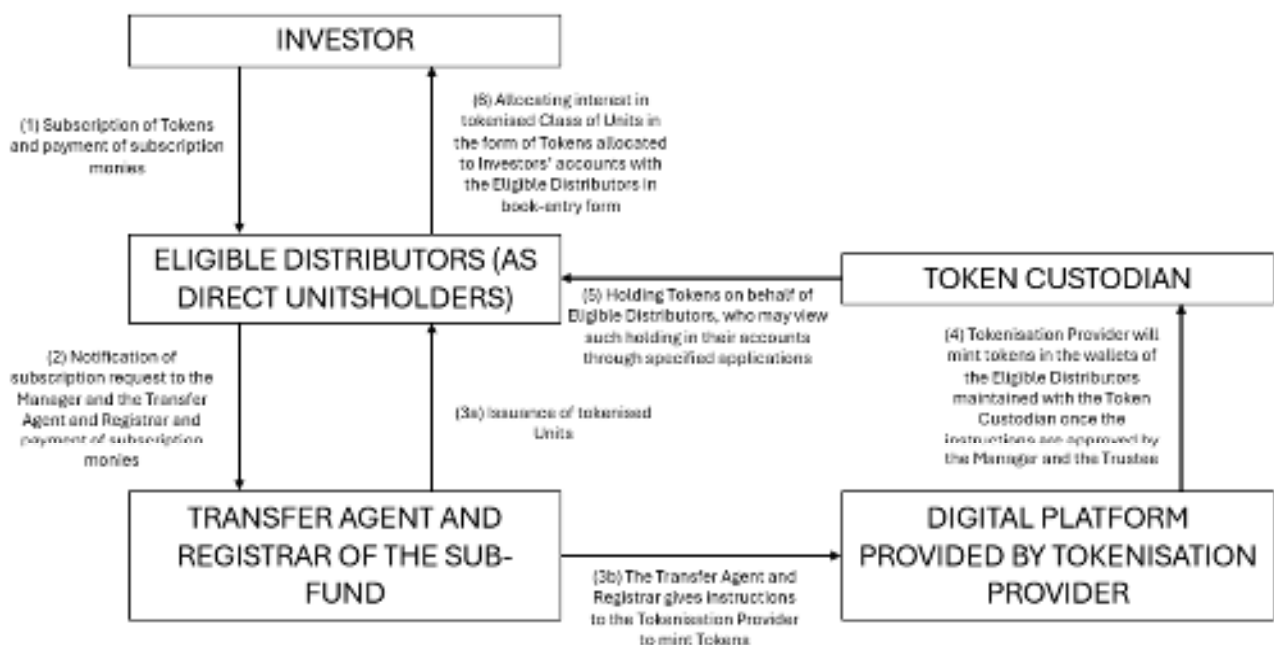 INVESTOR
(1) Subscription of Tokens
and payment of subscription
monies
(6) Allocating interest in
tokenised Class of Units in
the form of Tokens allocated
to Investors' accounts with
the Eligible Distributors in
book-entry form
ELIGIBLE DISTRIBUTORS (AS
DIRECT UNITSHOLDERS)
TOKEN CUSTODIAN
(5) Holding Tokens on behalf of
Eligible Distributors, who may view
such holding in their accounts
through specified applications
(2) Notification of
subscription request to the
Manager and the Transfer
Agent and Registrar and
payment of subscription
monies
(3a) Issuance of tokenised
Units
(4) Tokenisation Provider will
mint tokens in the wallets of
the Eligible Distributors
maintained with the Token
Custodian once the
instructions are approved by
the Manager and the Trustee
TRANSFER AGENT AND
REGISTRAR OF THE SUB-
FUND
(3b) The Transfer Agent and
Registrar gives instructions
to the Tokenisation Provider
to mint Tokens
DIGITAL PLATFORM
PROVIDED BY TOKENISATION
PROVIDER